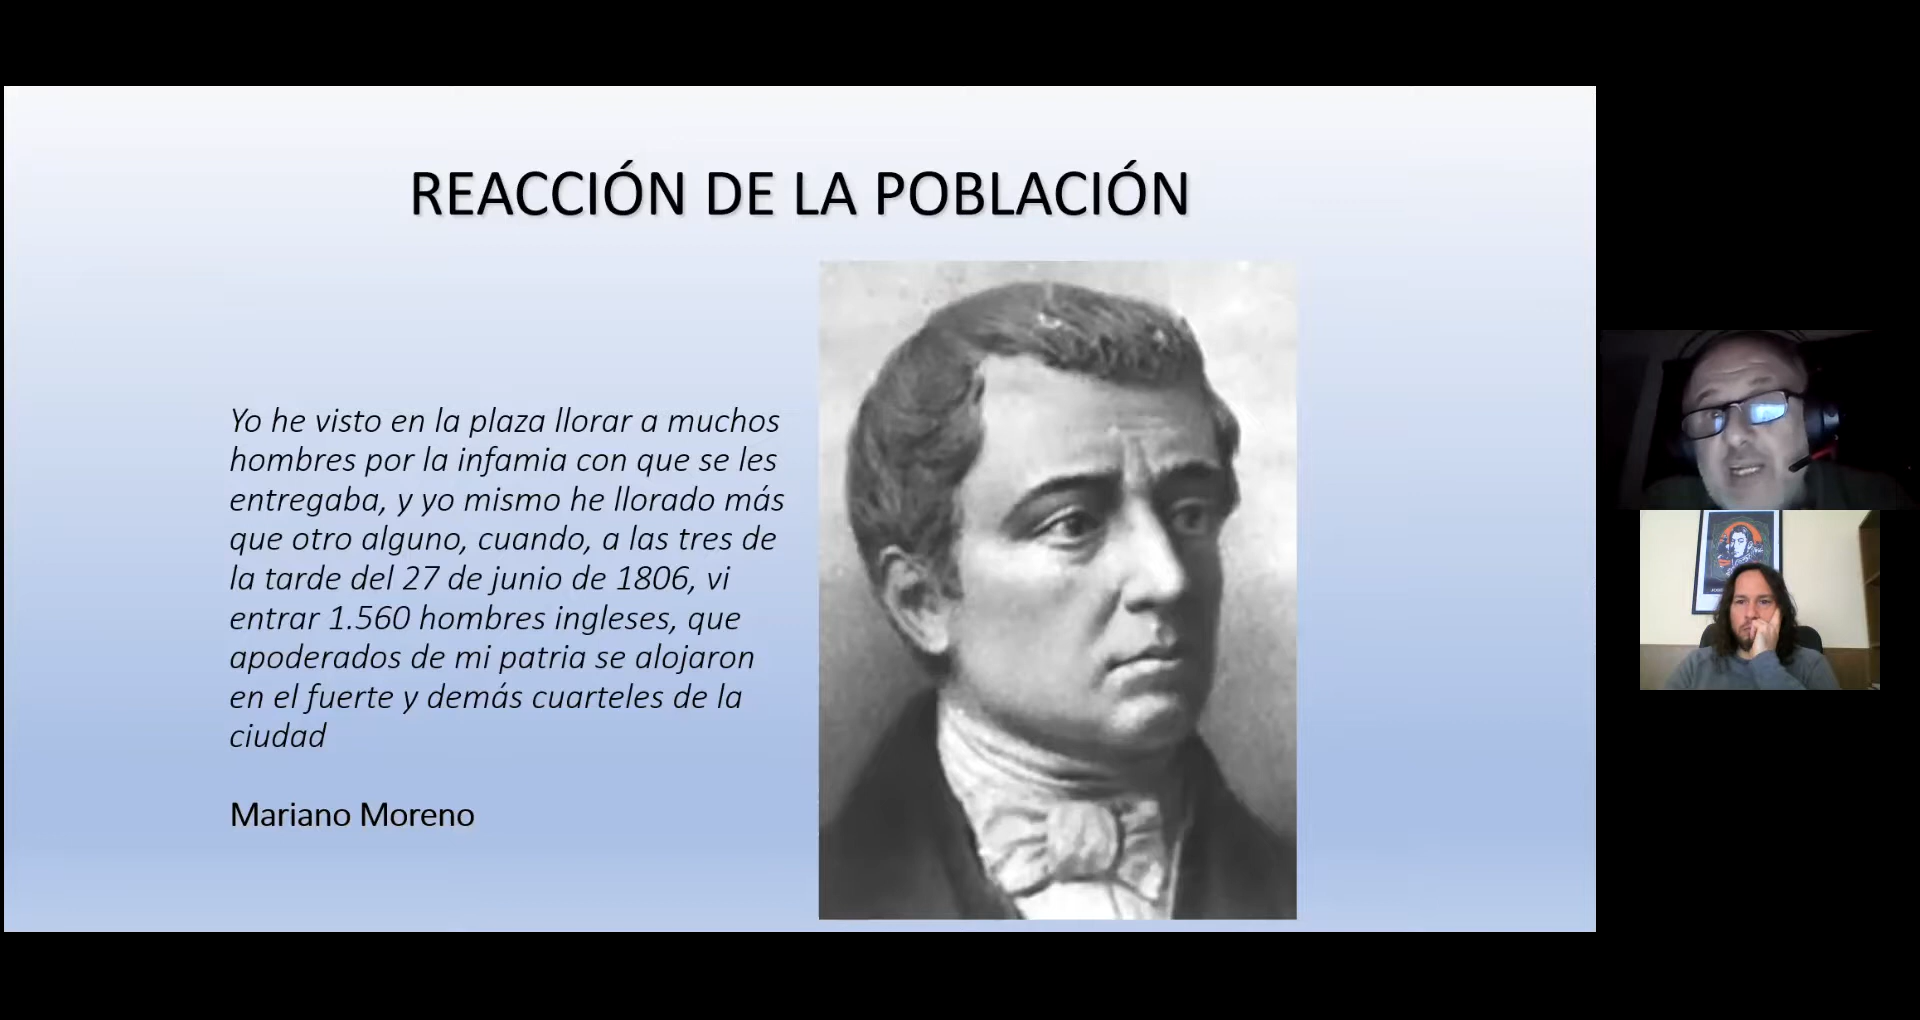 REACCIÓN DE LA POBLACIÓN
Yo he visto en la plaza llorar a muchos
hombres por la infamia con que se les
entregaba, y yo mismo he llorado más
que otro alguno, cuando, a las tres de
la tarde del 27 de junio de 1806, vi
entrar 1.560 hombres ingleses, que
apoderados de mi patria se alojaron
en el fuerte y demás cuarteles de la
ciudad
Mariano Moreno